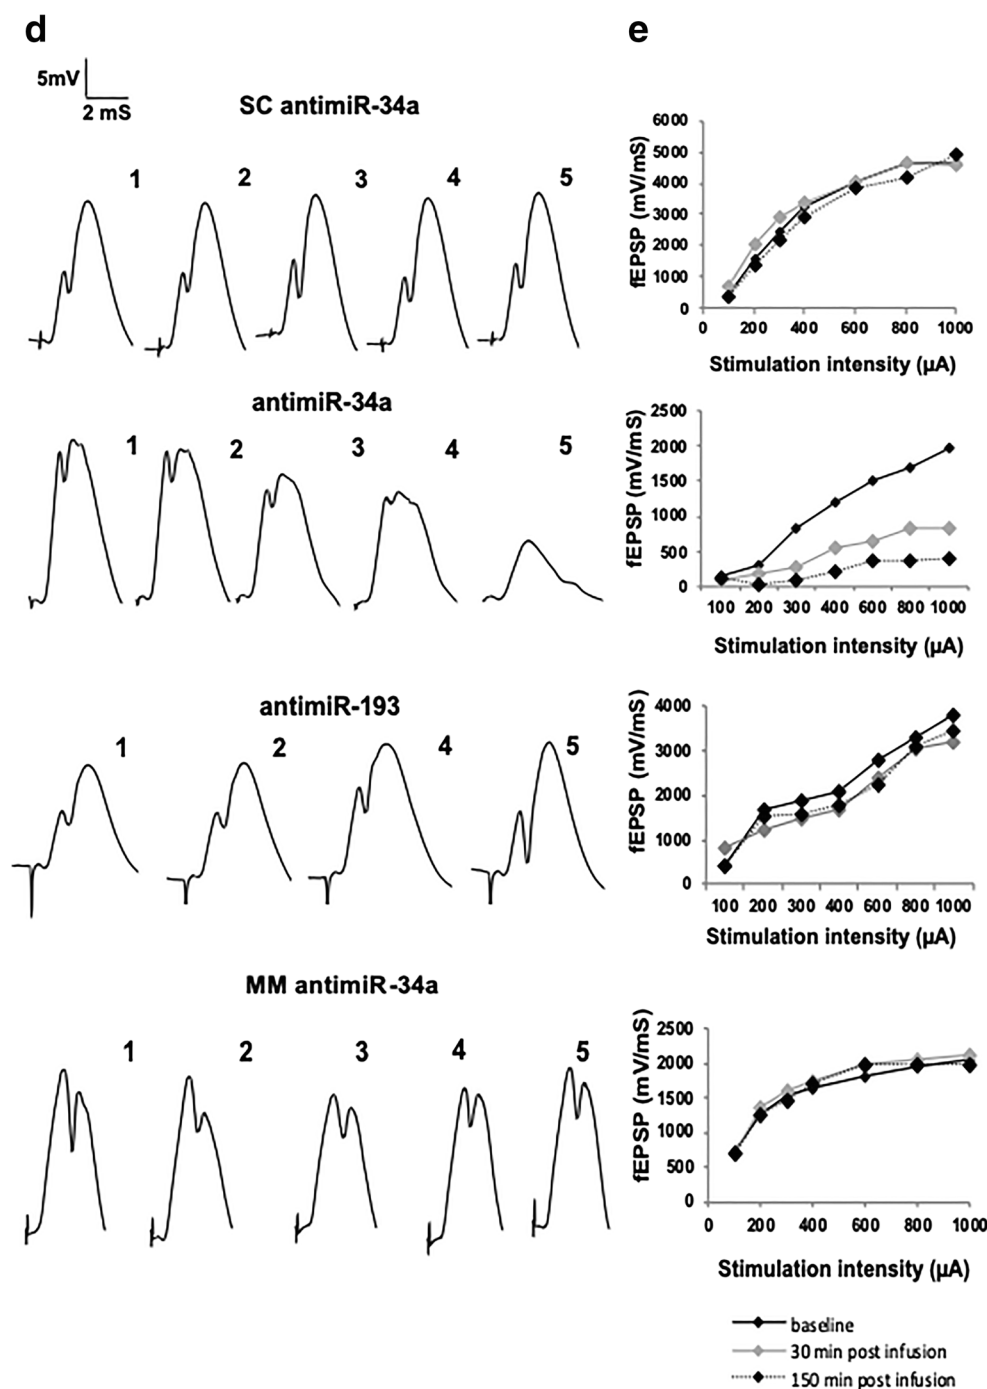 d
e
5mV
2 mS
SC antimiR-34a
1 2 3 4 5
antimiR-34a
1 2 3 4 5
antimiR-193
1 2 4 5
MM antimiR-34a
1 2 3 4 5
fEPSP (mV/mS)
6000
5000
4000
3000
2000
1000
0
0 200 400 600 800 1000
Stimulation intensity (µA)
fEPSP (mV/mS)
2500
2000
1500
1000
500
0
100 200 300 400 600 800 1000
Stimulation intensity (µA)
fEPSP (mV/mS)
4000
3000
2000
1000
0
100 200 300 400 600 800 1000
Stimulation intensity (µA)
fEPSP (mV/mS)
2500
2000
1500
1000
500
0
0 200 400 600 800 1000
Stimulation intensity (µA)
baseline
30 min post infusion
150 min post infusion